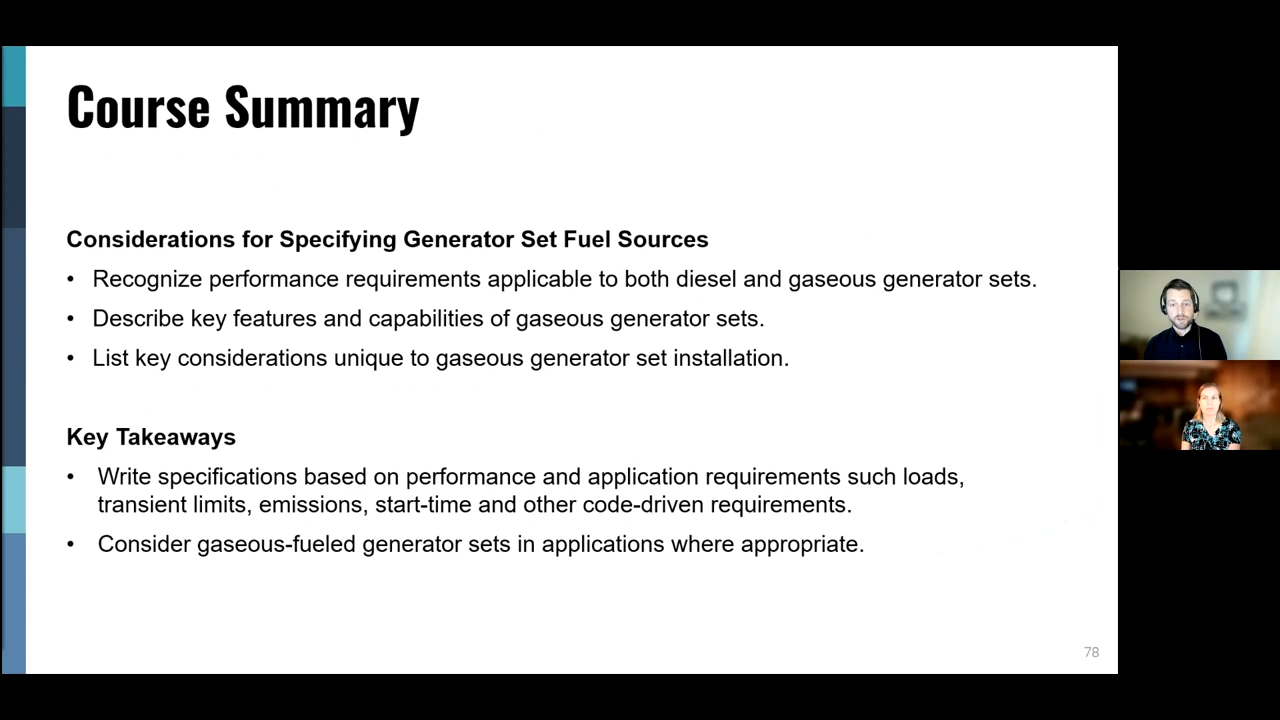 Course Summary
Considerations for Specifying Generator Set Fuel Sources
• Recognize performance requirements applicable to both diesel and gaseous generator sets.
• Describe key features and capabilities of gaseous generator sets.
• List key considerations unique to gaseous generator set installation.
Key Takeaways
• Write specifications based on performance and application requirements such loads,
transient limits, emissions, start-time and other code-driven requirements.
• Consider gaseous-fueled generator sets in applications where appropriate.
78